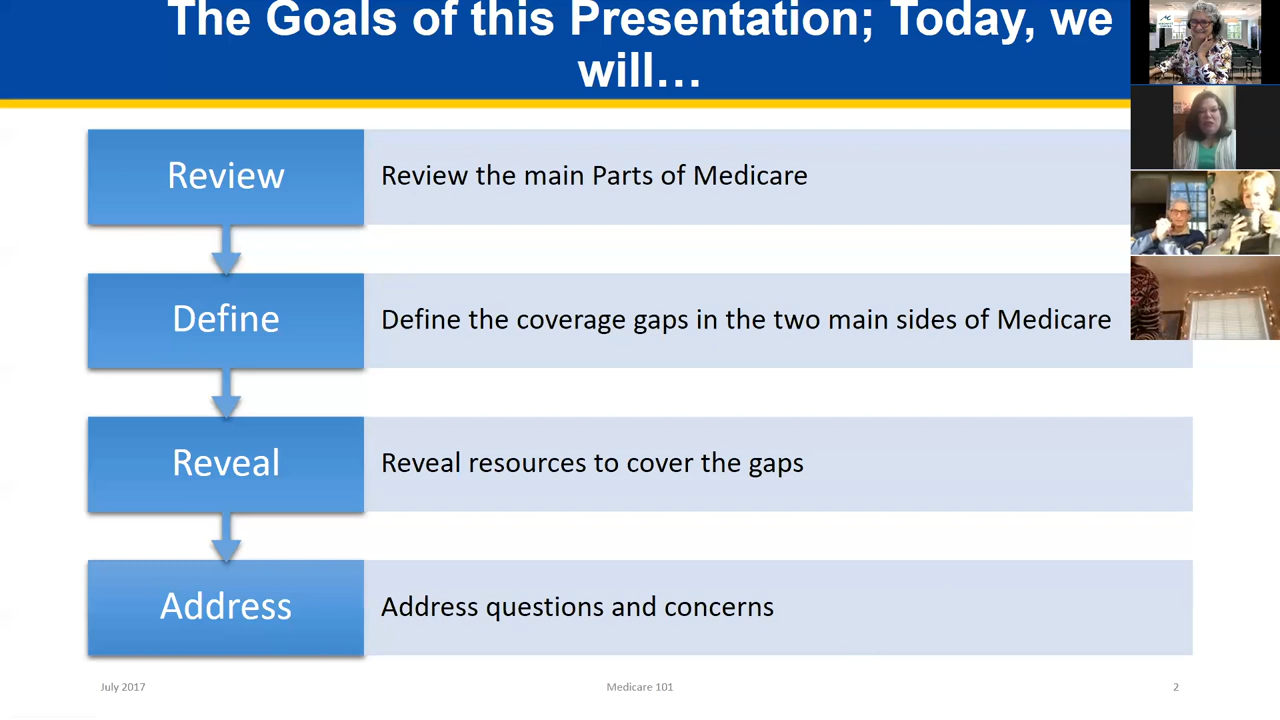 The Goals of this Presentation; Today, we
will…
Review
Review the main Parts of Medicare
Define
Define the coverage gaps in the two main sides of Medicare
Reveal
Reveal resources to cover the gaps
Address
Address questions and concerns
July 2017
Medicare 101
2